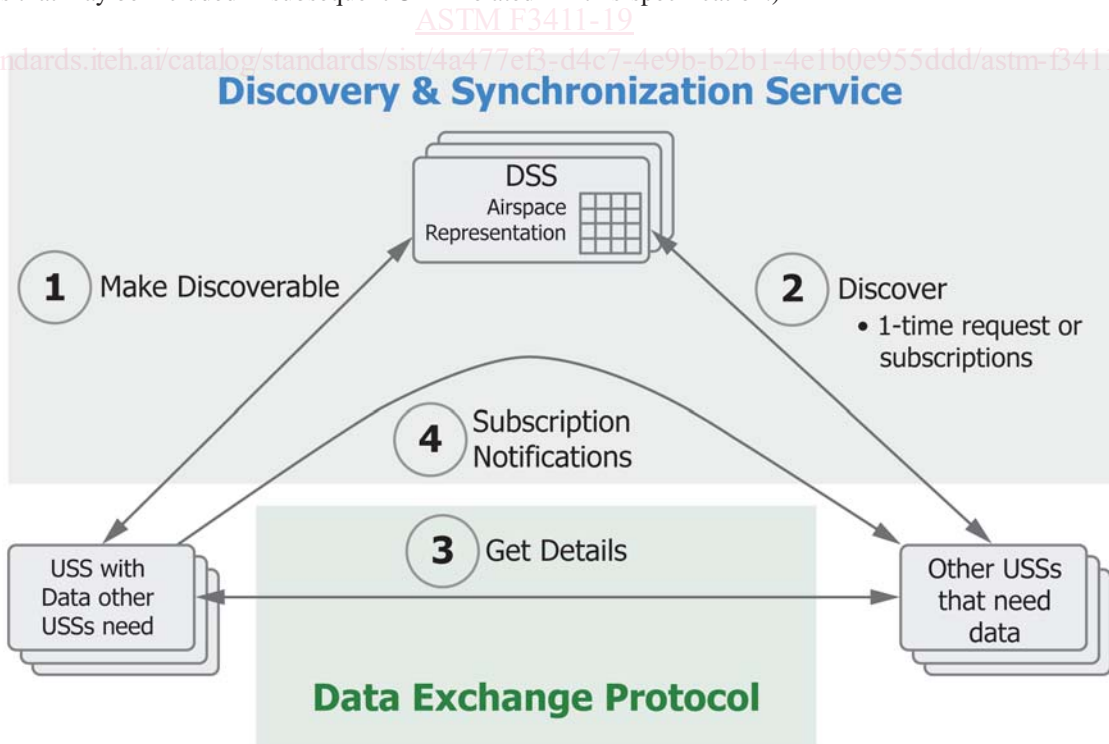 ASTM F3411-19
ndards.iteh.ai/catalog/standards/sist/4a477ef3-d4c7-4e9b-b2b1-4e1b0e955ddd/astm-f341
Discovery & Synchronization Service
DSS
Airspace
Representation
1 Make Discoverable
2 Discover
• 1-time request or
subscriptions
4 Subscription
Notifications
3 Get Details
USS with
Data other
USSs need
Other USSs
that need
data
Data Exchange Protocol